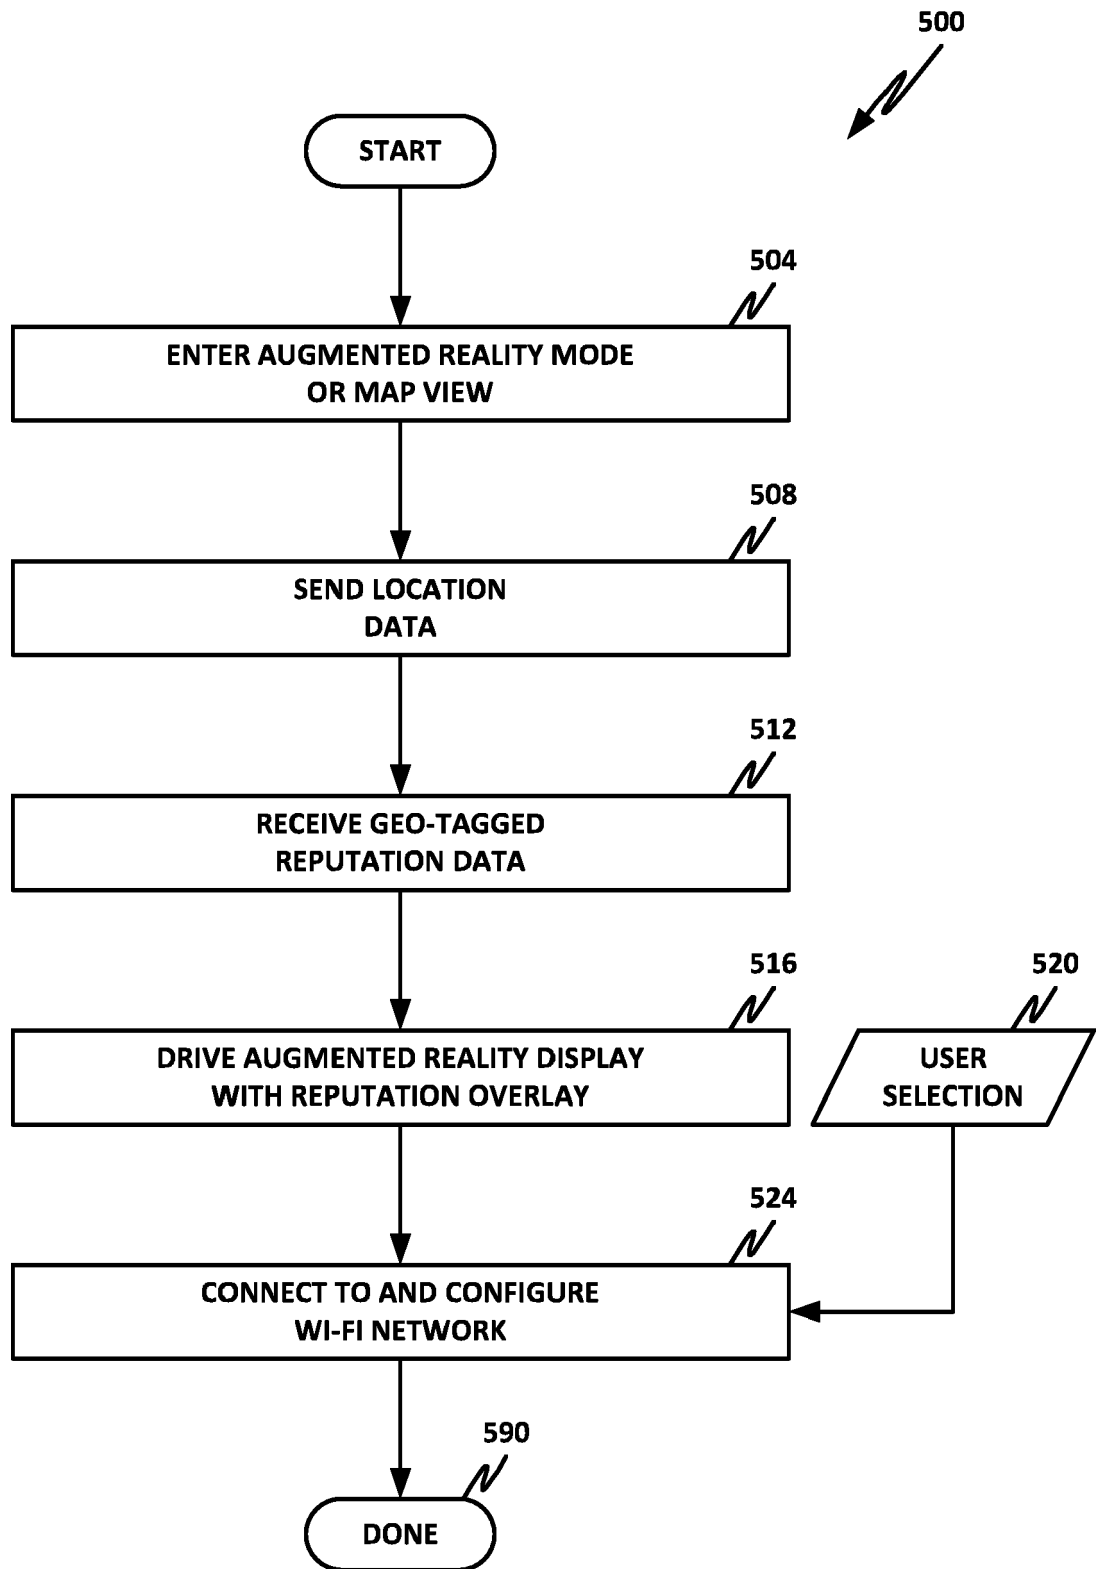 500
START
504
ENTER AUGMENTED REALITY MODE
OR MAP VIEW
508
SEND LOCATION
DATA
512
RECEIVE GEO-TAGGED
REPUTATION DATA
516
DRIVE AUGMENTED REALITY DISPLAY
WITH REPUTATION OVERLAY
520
USER
SELECTION
524
CONNECT TO AND CONFIGURE
WI-FI NETWORK
590
DONE